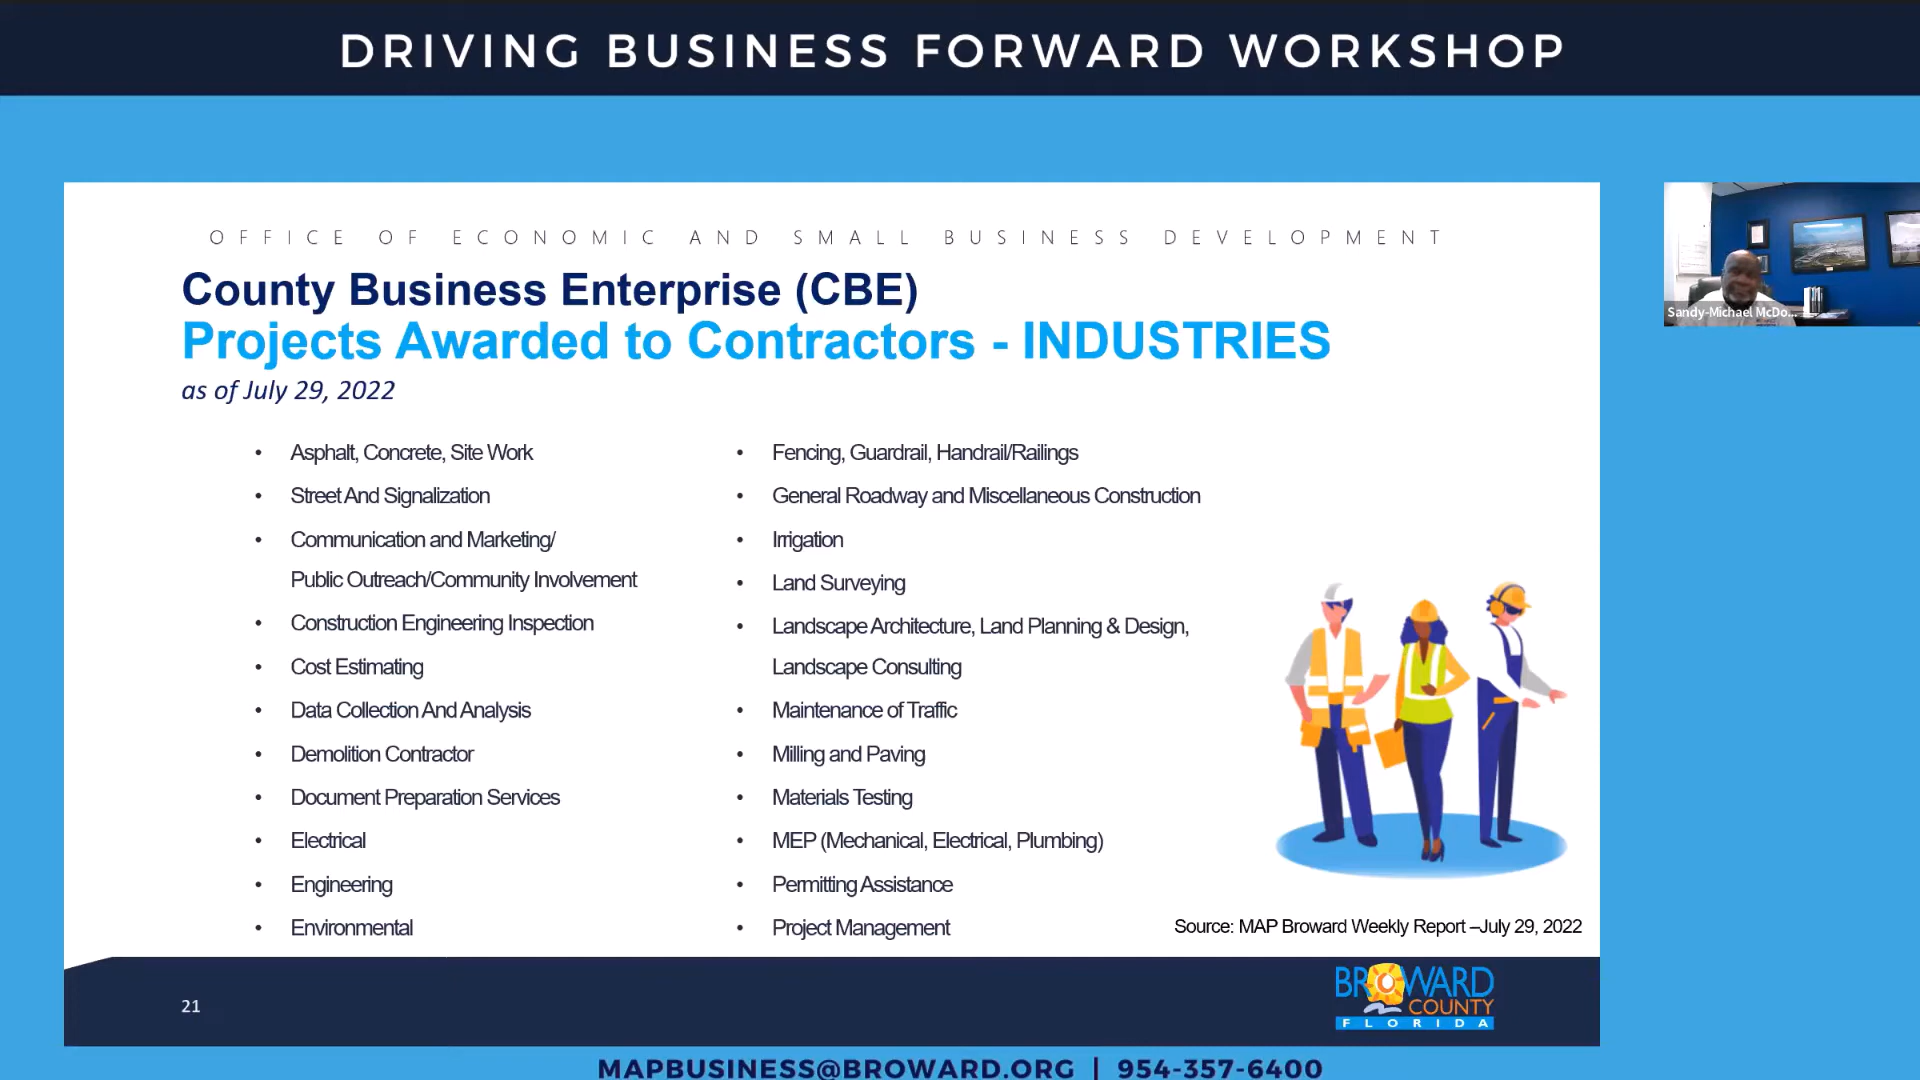 DRIVING BUSINESS FORWARD WORKSHOP
OFFICE OF ECONOMIC AND SMALL BUSINESS DEVELOPMENT
County Business Enterprise (CBE)
Projects Awarded to Contractors - INDUSTRIES
as of July 29, 2022
• Asphalt, Concrete, Site Work
• Street And Signalization
• Communication and Marketing/
Public Outreach/Community Involvement
• Construction Engineering Inspection
• Cost Estimating
• Data Collection And Analysis
• Demolition Contractor
• Document Preparation Services
• Electrical
• Engineering
• Environmental
• Fencing, Guardrail, Handrail/Railings
• General Roadway and Miscellaneous Construction
• Irrigation
• Land Surveying
• Landscape Architecture, Land Planning & Design,
Landscape Consulting
• Maintenance of Traffic
• Milling and Paving
• Materials Testing
• MEP (Mechanical, Electrical, Plumbing)
• Permitting Assistance
• Project Management
Source: MAP Broward Weekly Report –July 29, 2022
Sandy-Michael McDo...
21
BROWARD
COUNTY
FLORIDA
MAPBUSINESS@BROWARD.ORG | 954-357-6400